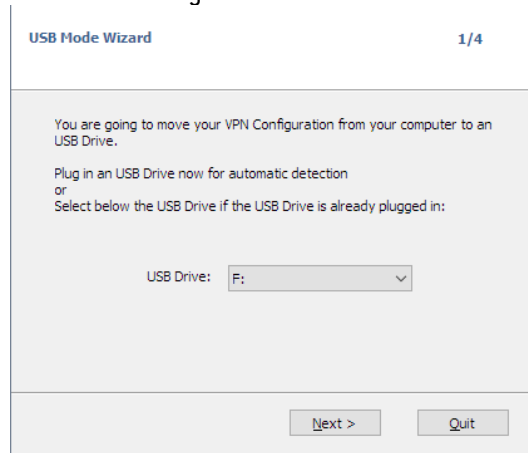 USB Mode Wizard 1/4
You are going to move your VPN Configuration from your computer to an
USB Drive.
Plug in an USB Drive now for automatic detection
or
Select below the USB Drive if the USB Drive is already plugged in:
USB Drive: F:
Next > Quit